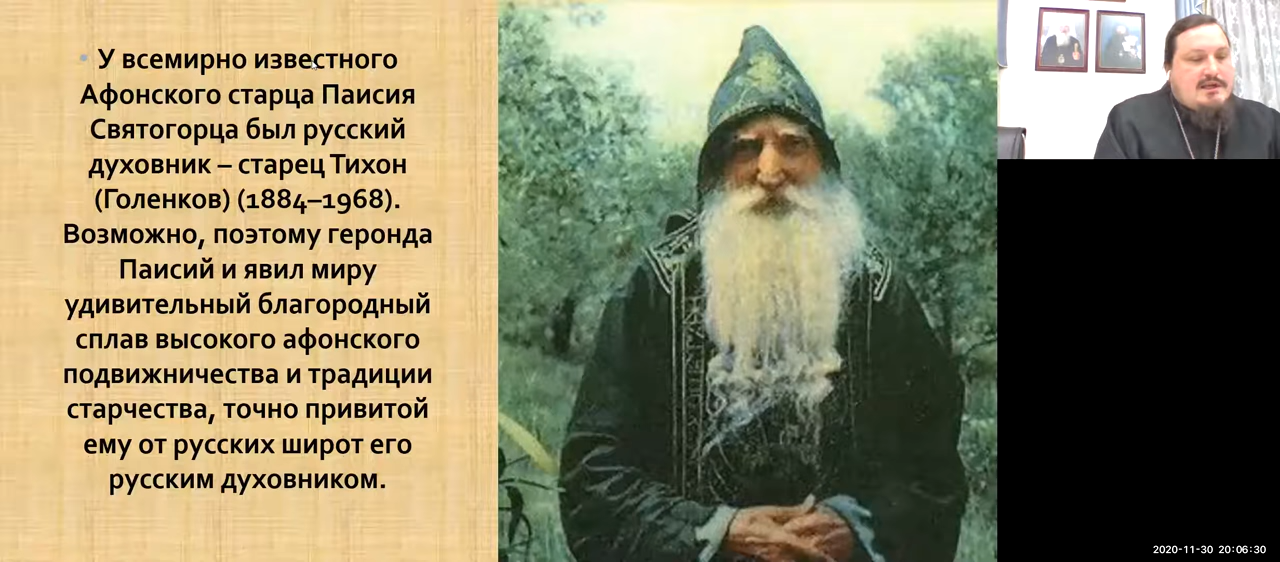 • У всемирно известного
Афонского старца Паисия
Святогорца был русский
духовник – старец Тихон
(Голенков) (1884–1968).
Возможно, поэтому геронда
Паисий и явил миру
удивительный благородный
сплав высокого афонского
подвижничества и традиции
старчества, точно привитой
ему от русских широт его
русским духовником.
2020-11-30 20:06:30